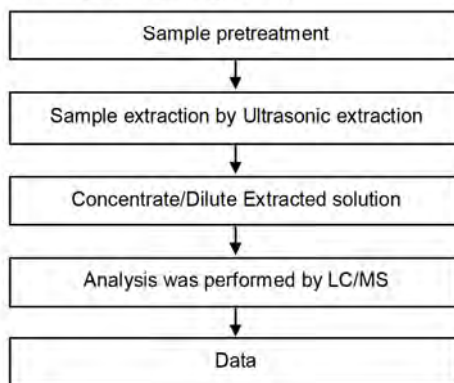 Sample pretreatment
Sample extraction by Ultrasonic extraction
Concentrate/Dilute Extracted solution
Analysis was performed by LC/MS
Data